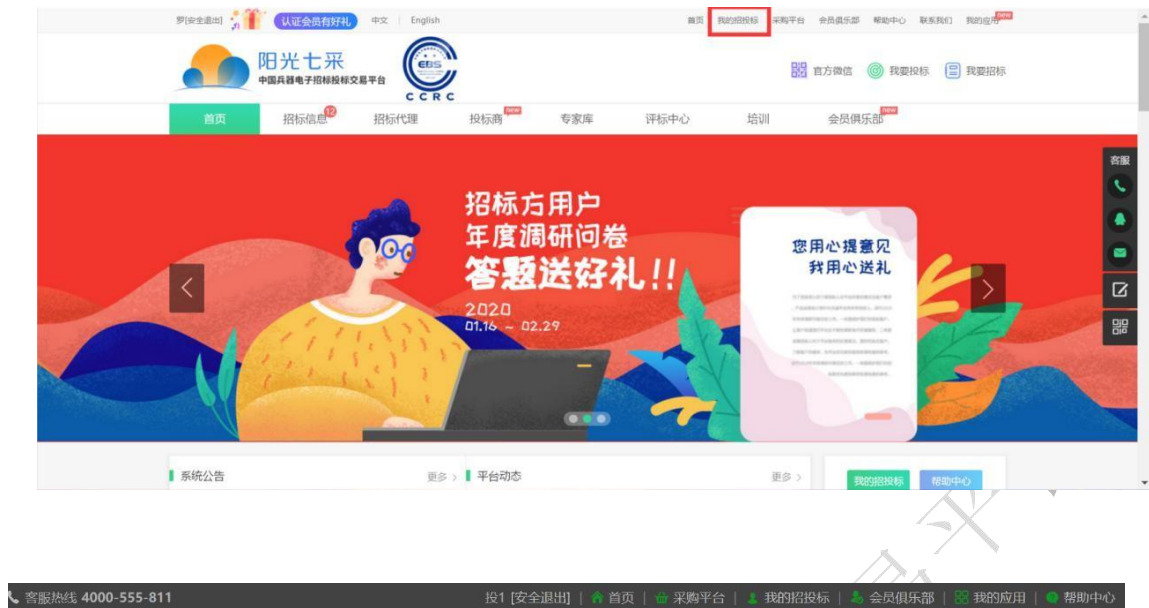 罗[安全退出] 认证会员有好礼 中文 | English 首页 我的招投标 采购平台 会员俱乐部 帮助中心 联系我们 我的应用 new
阳光七采
中国兵器电子招标投标交易平台
EBS
CCRC
官方微信 我要投标 我要招标
首页 招标信息 12 招标代理 投标商 new 专家库 评标中心 培训 会员俱乐部 new
客服
招标方用户
年度调研问卷
答题送好礼!!
2020
01.16 ~ 02.29
您用心提意见
我用心送礼
系统公告 更多 > 平台动态 更多 > 我的招投标 帮助中心
客服热线 4000-555-811 投1 [安全退出] | 首页 | 采购平台 | 我的招投标 | 会员俱乐部 | 我的应用 | 帮助中心